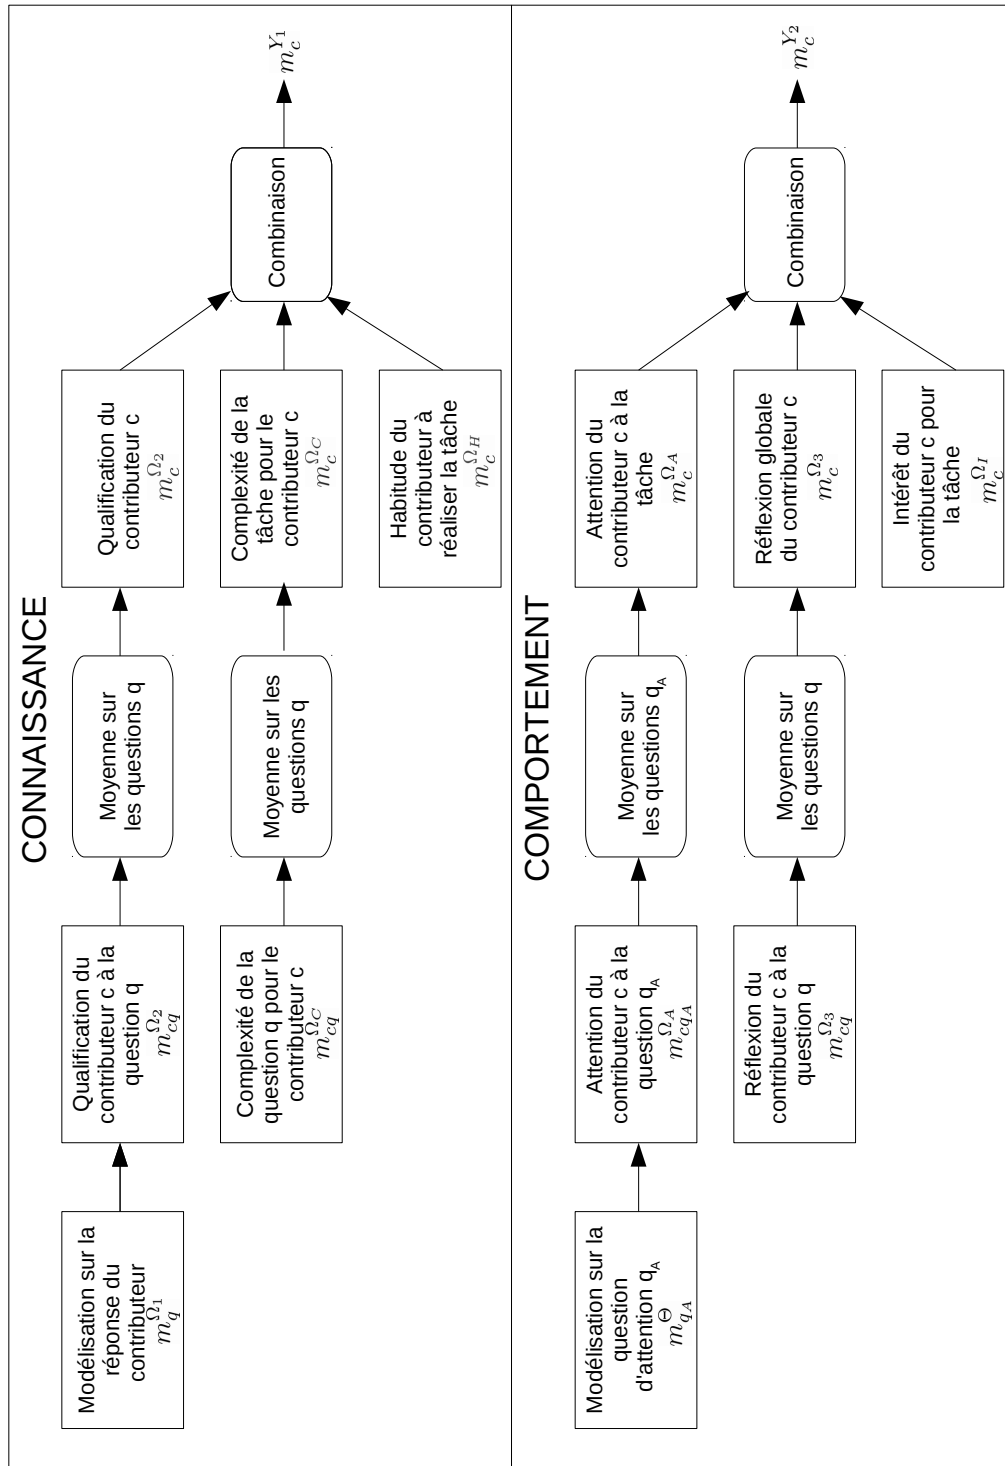 CONNAISSANCE
Modélisation sur la
réponse du
contributeur
m_q^{Ω_1}
Qualification du
contributeur c à la
question q
m_{cq}^{Ω_2}
Moyenne sur
les questions q
Qualification du
contributeur c
m_c^{Ω_2}
Complexité de la
question q pour le
contributeur c
m_{cq}^{Ω_C}
Moyenne sur les
questions q
Complexité de la
tâche pour le
contributeur c
m_c^{Ω_C}
Habitude du
contributeur à
réaliser la tâche
m_c^{Ω_H}
Combinaison
m_c^{Y_1}
COMPORTEMENT
Modélisation sur la
question
d'attention q_A
m_{q_A}^{Θ}
Attention du
contributeur c à la
question q_A
m_{cq_A}^{Ω_A}
Moyenne sur
les questions q_A
Attention du
contributeur c à la
tâche
m_c^{Ω_A}
Réflexion du
contributeur c à la
question q
m_{cq}^{Ω_3}
Moyenne sur
les questions q
Réflexion globale
du contributeur c
m_c^{Ω_3}
Intérêt du
contributeur c pour
la tâche
m_c^{Ω_I}
Combinaison
m_c^{Y_2}